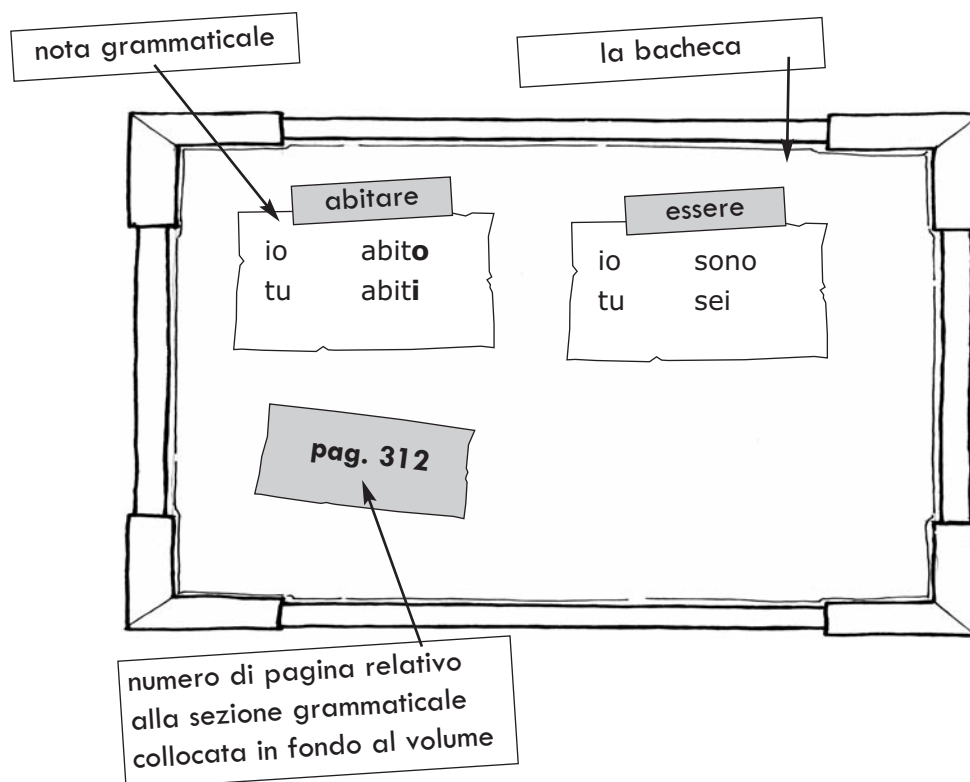 nota grammaticale
la bacheca
abitare
io abito
tu abiti
essere
io sono
tu sei
pag. 312
numero di pagina relativo
alla sezione grammaticale
collocata in fondo al volume